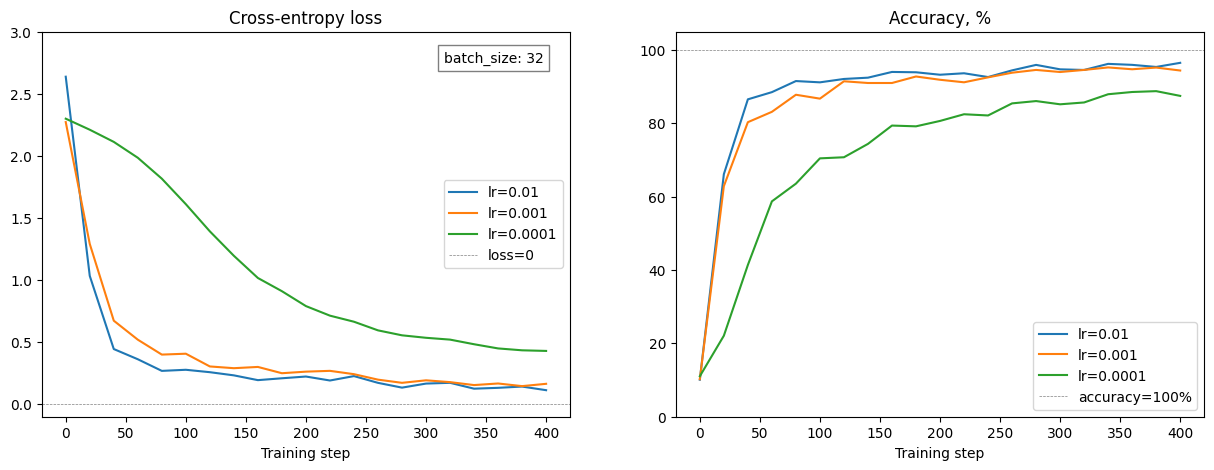 Cross-entropy loss
3.0
2.5
2.0
1.5
1.0
0.5
0.0
batch_size: 32
lr=0.01
lr=0.001
lr=0.0001
loss=0
0 50 100 150 200 250 300 350 400
Training step
Accuracy, %
100
80
60
40
20
0
lr=0.01
lr=0.001
lr=0.0001
accuracy=100%
0 50 100 150 200 250 300 350 400
Training step